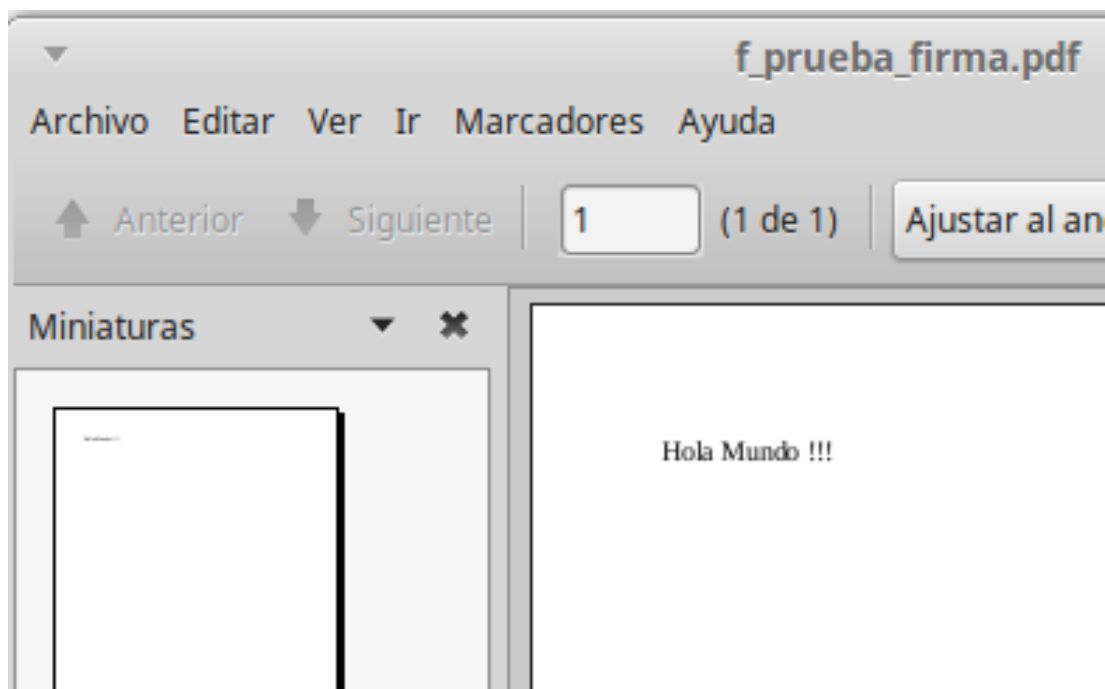 f_prueba_firma.pdf
Archivo Editar Ver Ir Marcadores Ayuda
Anterior Siguiente 1 (1 de 1) Ajustar al an
Miniaturas
Hola Mundo !!!